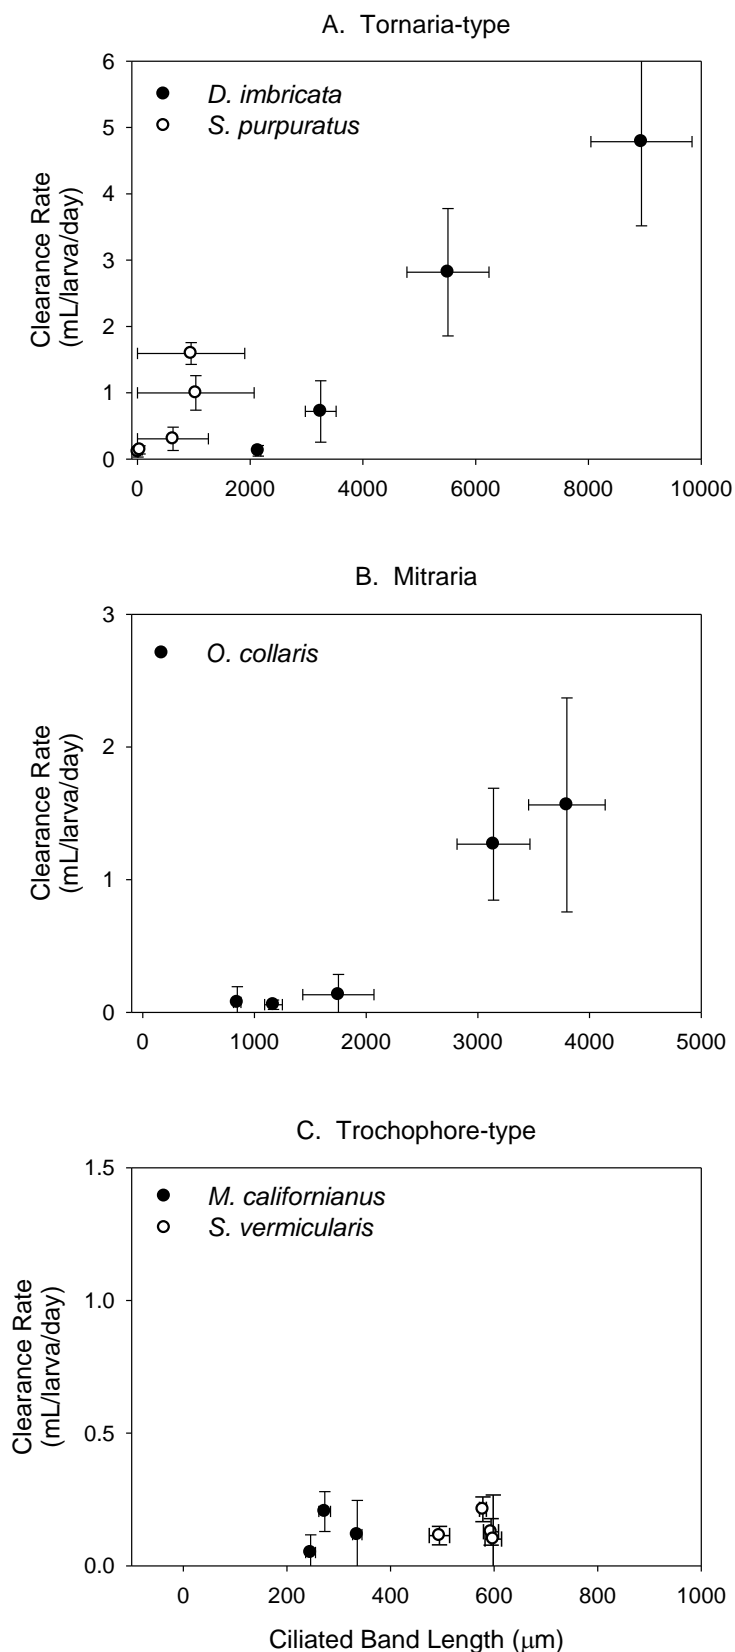 A. Tornaria-type
6
5
4
3
2
1
0
Clearance Rate
(mL/larva/day)
D. imbricata
S. purpuratus
0 2000 4000 6000 8000 10000
B. Mitraria
3
2
1
0
Clearance Rate
(mL/larva/day)
O. collaris
0 1000 2000 3000 4000 5000
C. Trochophore-type
1.5
1.0
0.5
0.0
Clearance Rate
(mL/larva/day)
M. californianus
S. vermicularis
0 200 400 600 800 1000
Ciliated Band Length (μm)